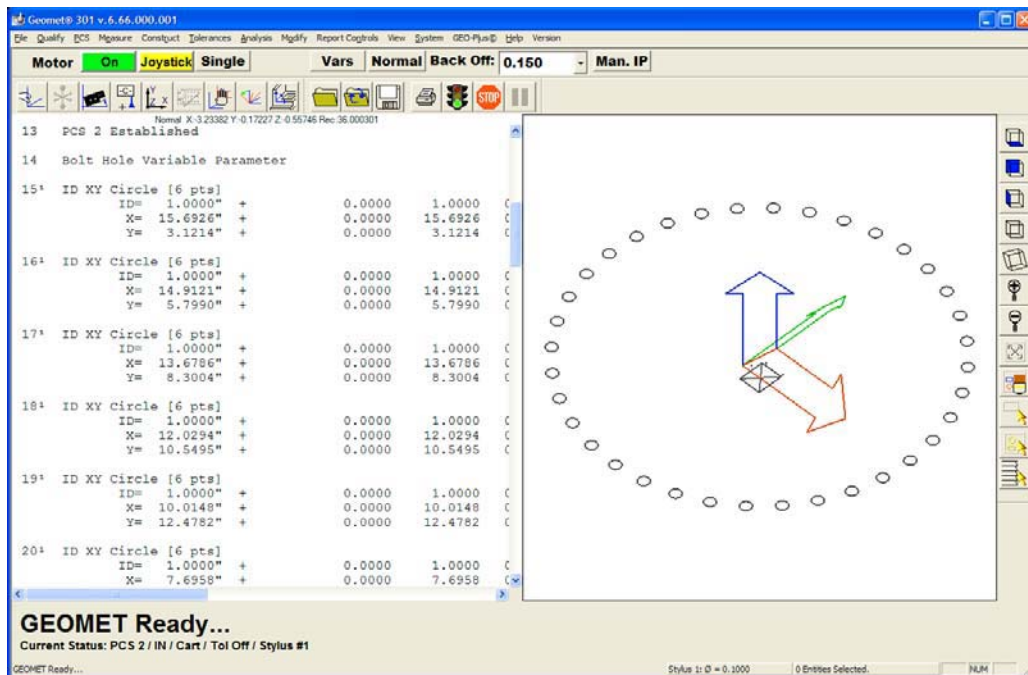 Geomet® 301 v.6.66.000.001
File Qualify PCS Measure Construct Tolerances Analysis Modify Report Controls View System GEO-Plus® Help Version
Motor On Joystick Single Vars Normal Back Off: 0.150 Man. IP
STOP
Normal X:-3.23382 Y:-0.17227 Z:-0.55746 Rec:36.000301
13 PCS 2 Established
14 Bolt Hole Variable Parameter
15¹ ID XY Circle [6 pts]
ID= 1.0000" + 0.0000 1.0000
X= 15.6926" + 0.0000 15.6926
Y= 3.1214" + 0.0000 3.1214
16¹ ID XY Circle [6 pts]
ID= 1.0000" + 0.0000 1.0000
X= 14.9121" + 0.0000 14.9121
Y= 5.7990" + 0.0000 5.7990
17¹ ID XY Circle [6 pts]
ID= 1.0000" + 0.0000 1.0000
X= 13.6786" + 0.0000 13.6786
Y= 8.3004" + 0.0000 8.3004
18¹ ID XY Circle [6 pts]
ID= 1.0000" + 0.0000 1.0000
X= 12.0294" + 0.0000 12.0294
Y= 10.5495" + 0.0000 10.5495
19¹ ID XY Circle [6 pts]
ID= 1.0000" + 0.0000 1.0000
X= 10.0148" + 0.0000 10.0148
Y= 12.4782" + 0.0000 12.4782
20¹ ID XY Circle [6 pts]
ID= 1.0000" + 0.0000 1.0000
X= 7.6958" + 0.0000 7.6958
GEOMET Ready...
Current Status: PCS 2 / IN / Cart / Tol Off / Stylus #1
GEOMET Ready... Stylus 1: Ø = 0.1000 0 Entities Selected. NUM